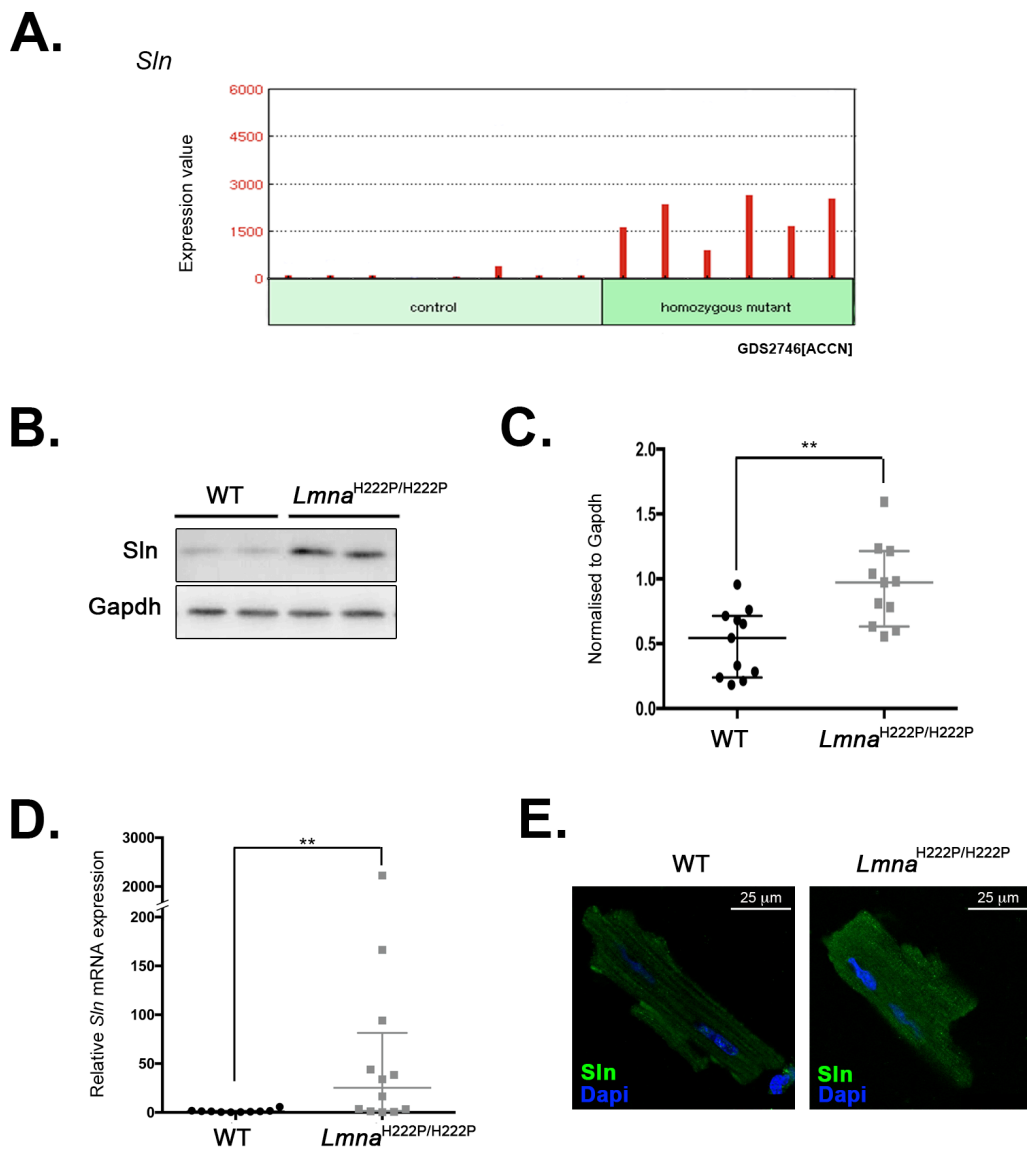 A.
Sln
6000
4500
3000
1500
0
Expression value
control
homozygous mutant
GDS2746[ACCN]
B.
WT
Lmna H222P/H222P
Sln
Gapdh
C.
**
2.0
1.5
1.0
0.5
0.0
Normalised to Gapdh
WT
Lmna H222P/H222P
D.
**
3000
2000
200
150
100
50
0
Relative Sln mRNA expression
WT
Lmna H222P/H222P
E.
WT
Lmna H222P/H222P
25 µm
25 µm
Sln
Dapi
Sln
Dapi